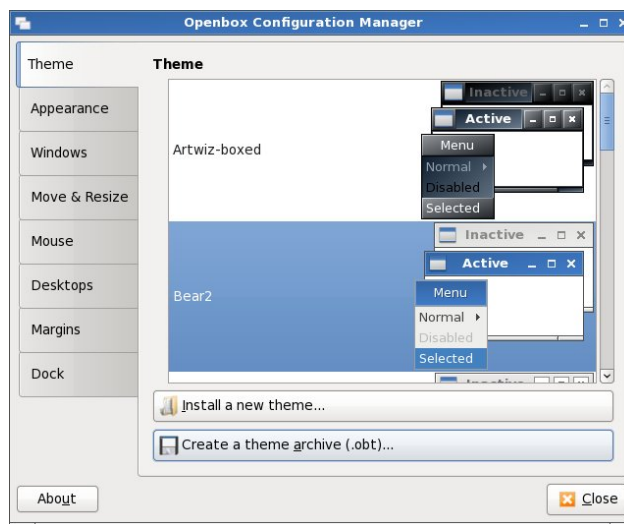 Openbox Configuration Manager
Theme
Appearance
Windows
Move & Resize
Mouse
Desktops
Margins
Dock
Theme
Artwiz-boxed
Inactive
Active
Menu
Normal
Disabled
Selected
Bear2
Inactive
Active
Menu
Normal
Disabled
Selected
Install a new theme...
Create a theme archive (.obt)...
About
Close